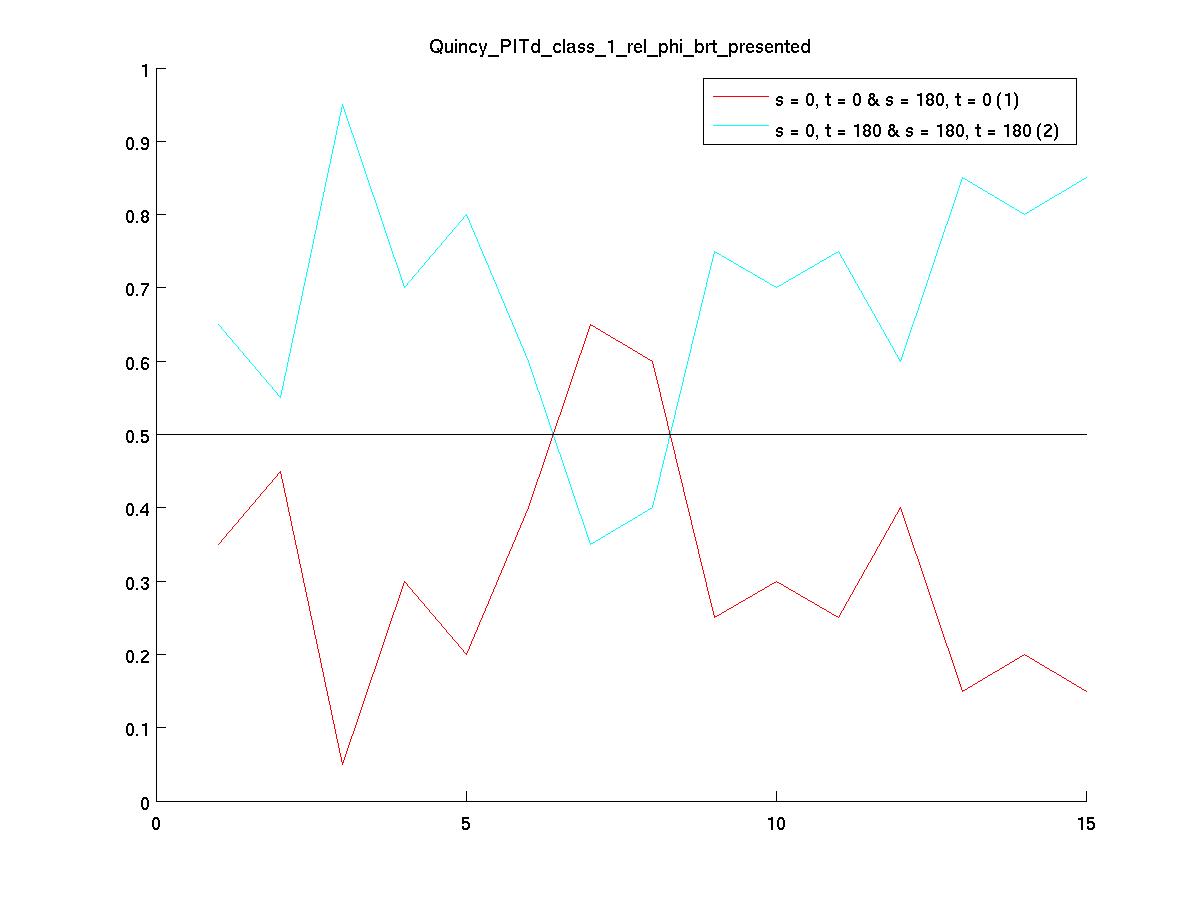 Quincy_PITd_class_1_rel_phi_brt_presented
s = 0, t = 0 & s = 180, t = 0 (1)
s = 0, t = 180 & s = 180, t = 180 (2)
1
0.9
0.8
0.7
0.6
0.5
0.4
0.3
0.2
0.1
0
0 5 10 15